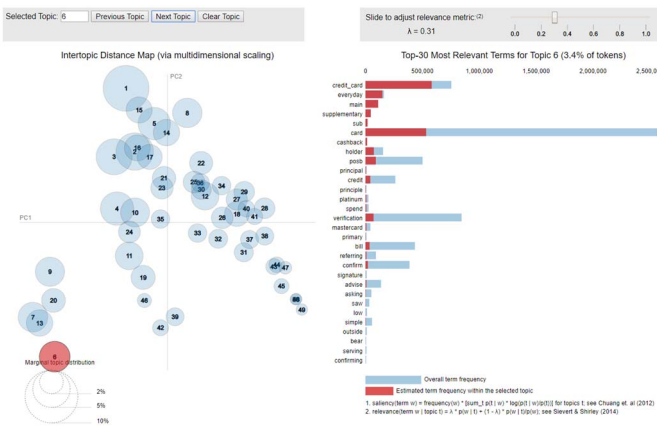 Selected Topic: 6 Previous Topic Next Topic Clear Topic
Slide to adjust relevance metric:(2)
λ = 0.31
0.0 0.2 0.4 0.6 0.8 1.0
Intertopic Distance Map (via multidimensional scaling)
PC2
PC1
1
15
5
8
14
16
2
3
17
22
21
23
25
30
34
12
29
27
40
28
18
41
26
4
10
35
24
33
32
37
38
31
11
9
19
43
44
47
45
20
46
49
7
13
39
42
6
Marginal topic distribution
2%
5%
10%
Top-30 Most Relevant Terms for Topic 6 (3.4% of tokens)
0 500,000 1,000,000 1,500,000 2,000,000 2,500,0
credit_card
everyday
main
supplementary
sub
card
cashback
holder
posb
principal
credit
principle
platinum
spend
verification
mastercard
primary
bill
referring
confirm
signature
advise
asking
saw
low
simple
outside
bear
serving
confirming
Overall term frequency
Estimated term frequency within the selected topic
1. saliency(term w) = frequency(w) * [sum_t p(t | w) * log(p(t | w)/p(t))] for topics t; see Chuang et. al (2012)
2. relevance(term w | topic t) = λ * p(w | t) + (1 - λ) * p(w | t)/p(w); see Sievert & Shirley (2014)